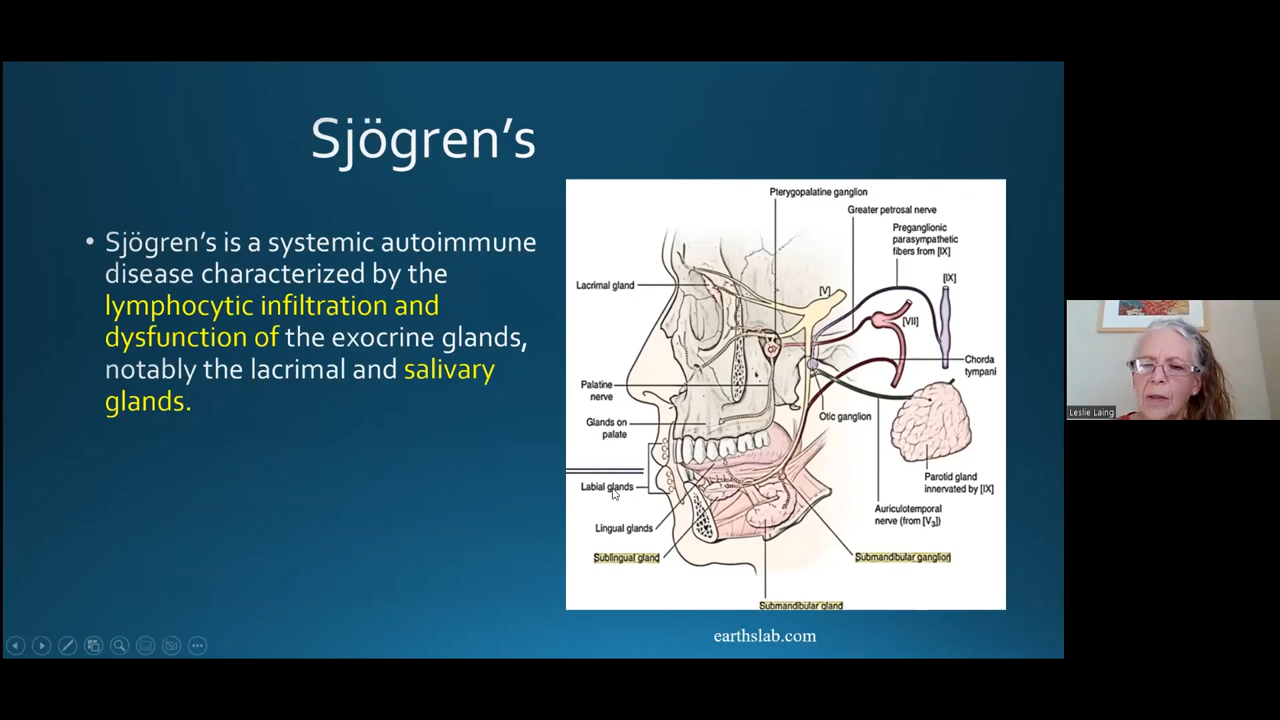 Sjögren's
• Sjögren's is a systemic autoimmune
disease characterized by the
lymphocytic infiltration and
dysfunction of the exocrine glands,
notably the lacrimal and salivary
glands.
Pterygopalatine ganglion
Greater petrosal nerve
Preganglionic
parasympathetic
fibers from [IX]
Lacrimal gland
[V]
[IX]
[VII]
Chorda
tympani
Palatine
nerve
Otic ganglion
Glands on
palate
Parotid gland
innervated by [IX]
Labial glands
Auriculotemporal
nerve (from [V3])
Lingual glands
Sublingual gland
Submandibular ganglion
Submandibular gland
earthslab.com
Leslie Laing